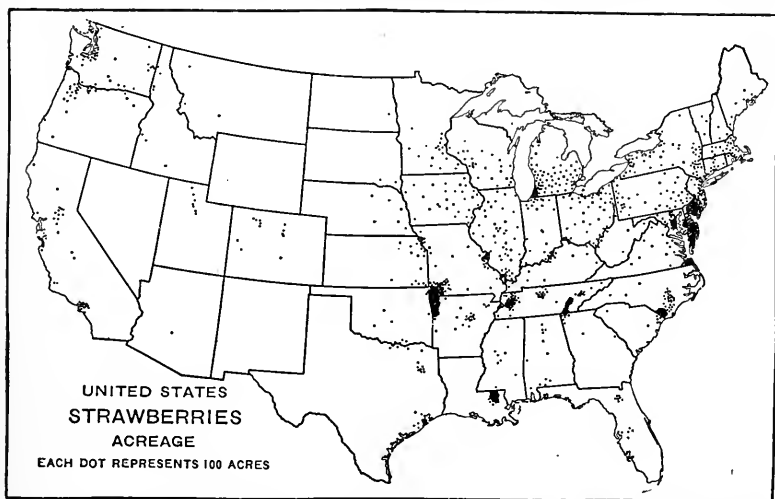 UNITED STATES
STRAWBERRIES
ACREAGE
EACH DOT REPRESENTS 100 ACRES